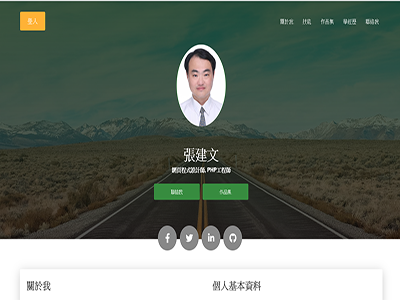 個人
關於我 技能 作品集 學經歷 聯絡我
張建文
網頁程式設計師, PHP工程師
聯絡我 作品集
關於我 個人基本資料